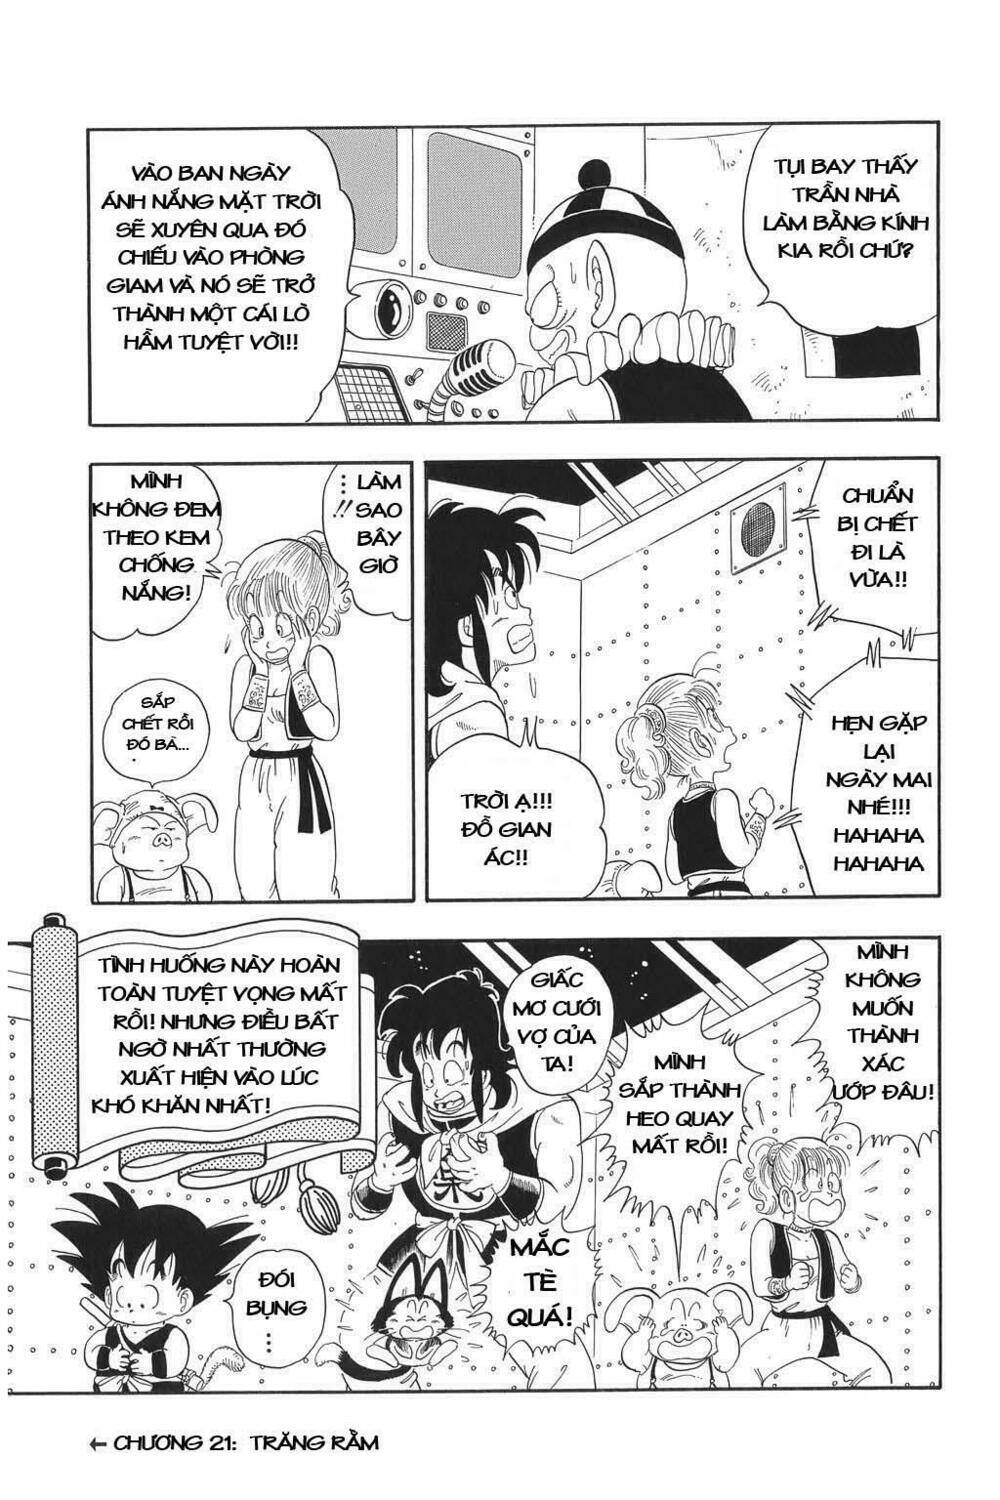 TỤI BAY THẤY
TRẦN NHÀ
LÀM BẰNG KÍNH
KIA RỒI CHỨ?
VÀO BAN NGÀY
ÁNH NẮNG MẶT TRỜI
SẼ XUYÊN QUA ĐÓ
CHIẾU VÀO PHÒNG
GIAM VÀ NÓ SẼ TRỞ
THÀNH MỘT CÁI LÒ
HẦM TUYỆT VỜI!!
CHUẨN
BỊ CHẾT
ĐI LÀ
VỪA!!
HẸN GẶP
LẠI
NGÀY MAI
NHÉ!!!
HAHAHA
HAHAHA
TRỜI Ạ!!!
ĐỒ GIAN
ÁC!!
LÀM
SAO
BÂY
GIỜ
...!!
MÌNH
KHÔNG ĐEM
THEO KEM
CHỐNG
NẮNG!
SẮP
CHẾT RỒI
ĐÓ BÀ...
MÌNH
KHÔNG
MUỐN
THÀNH
XÁC
ƯỚP ĐÂU!
MÌNH
SẮP THÀNH
HEO QUAY
MẤT RỒI!
GIẤC
MƠ CƯỚI
VỢ CỦA
TA!
MẮC
TÈ
QUÁ!
TÌNH HUỐNG NÀY HOÀN
TOÀN TUYỆT VỌNG MẤT
RỒI! NHƯNG ĐIỀU BẤT
NGỜ NHẤT THƯỜNG
XUẤT HIỆN VÀO LÚC
KHÓ KHĂN NHẤT!
ĐÓI
BỤNG
...
← CHƯƠNG 21: TRĂNG RẰM